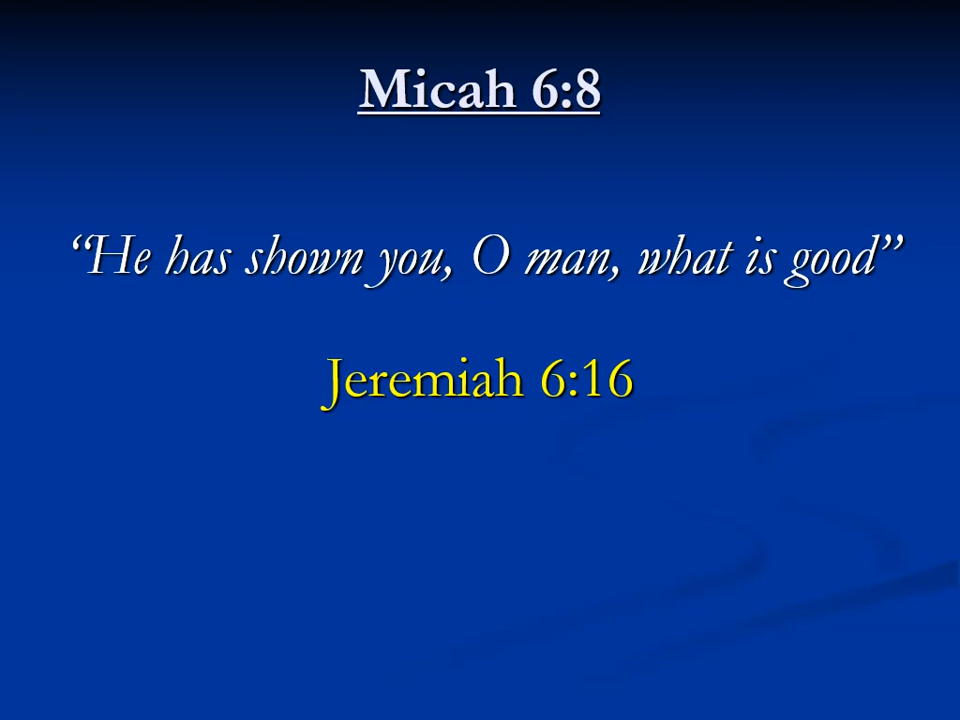 Micah 6:8
“He has shown you, O man, what is good”
Jeremiah 6:16